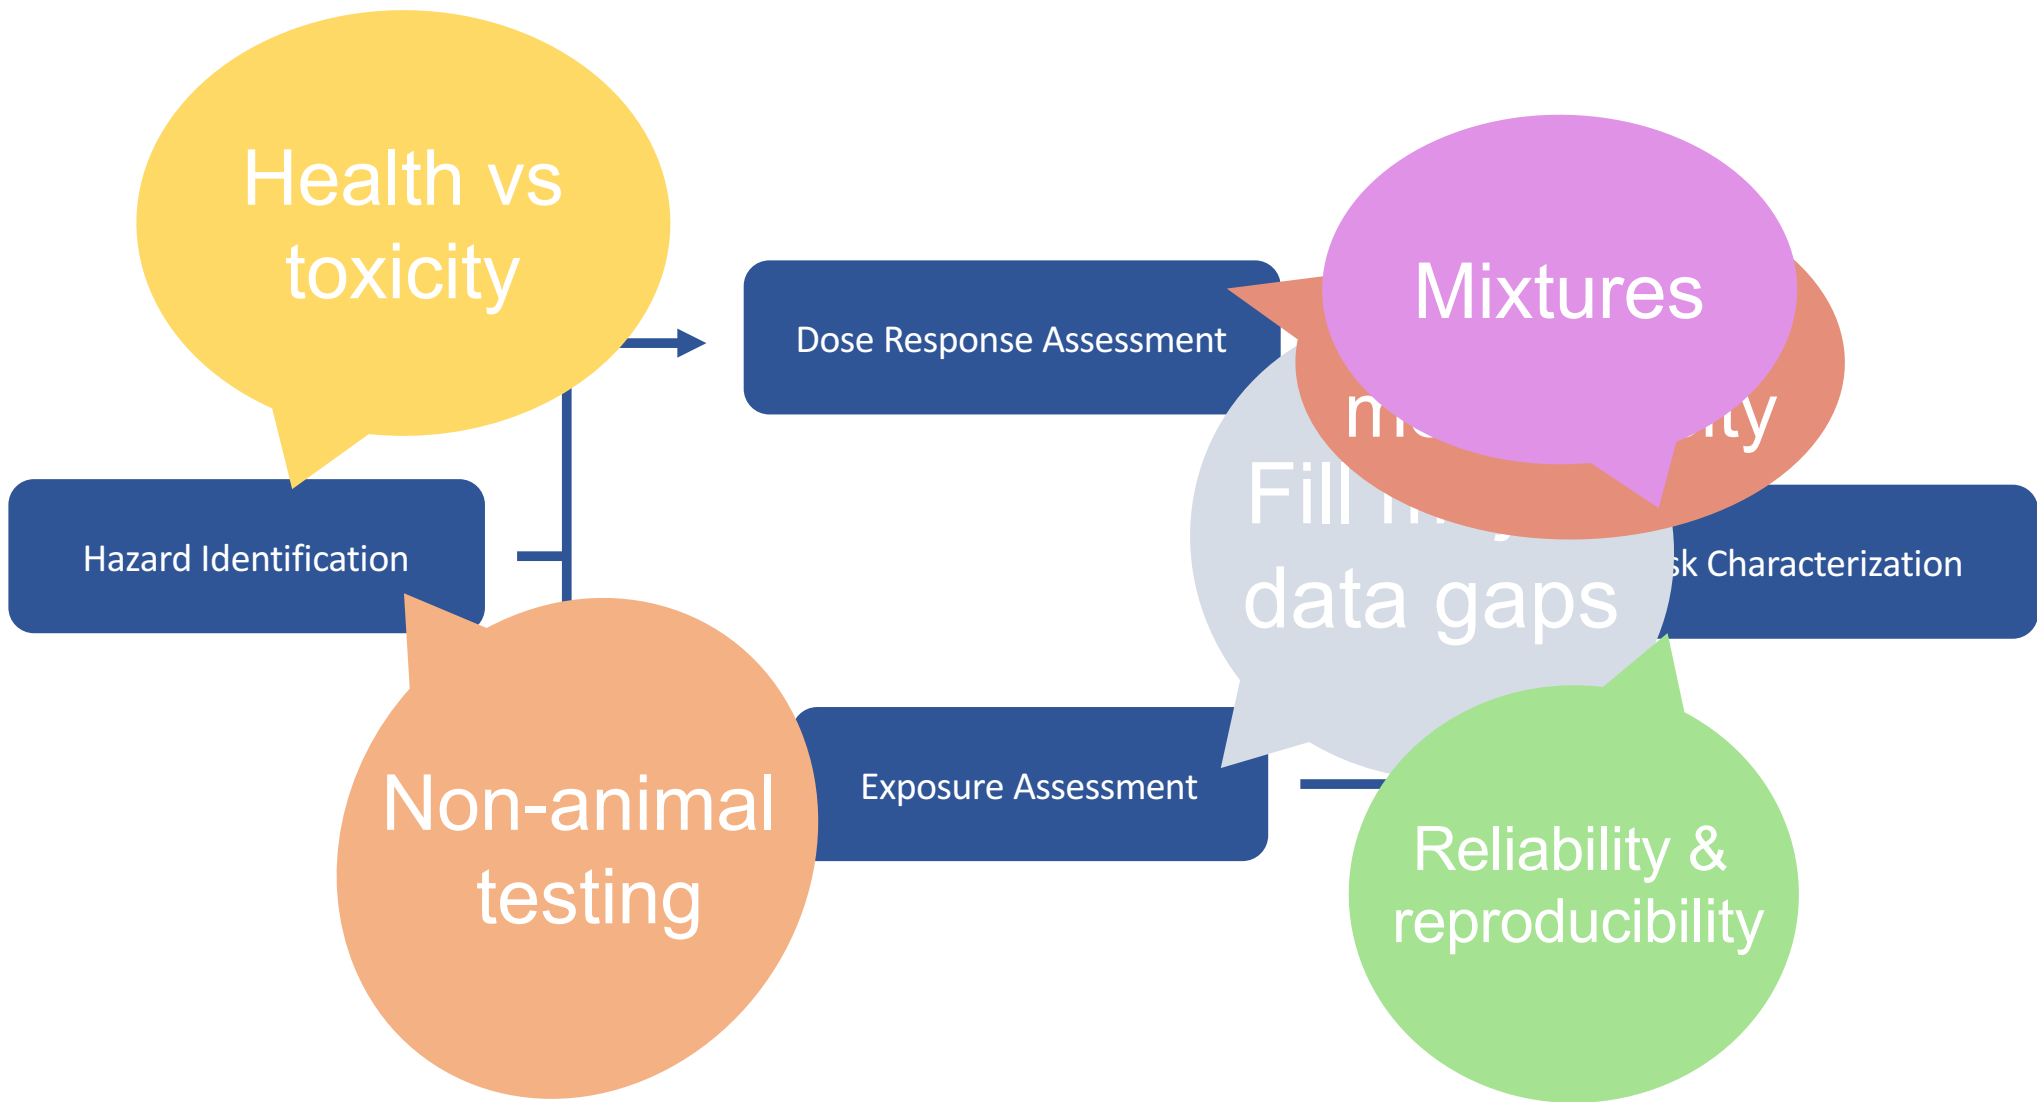 Health vs
toxicity
Mixtures
Dose Response Assessment
Fill
data gaps
Hazard Identification
Characterization
Non-animal
testing
Exposure Assessment
Reliability &
reproducibility